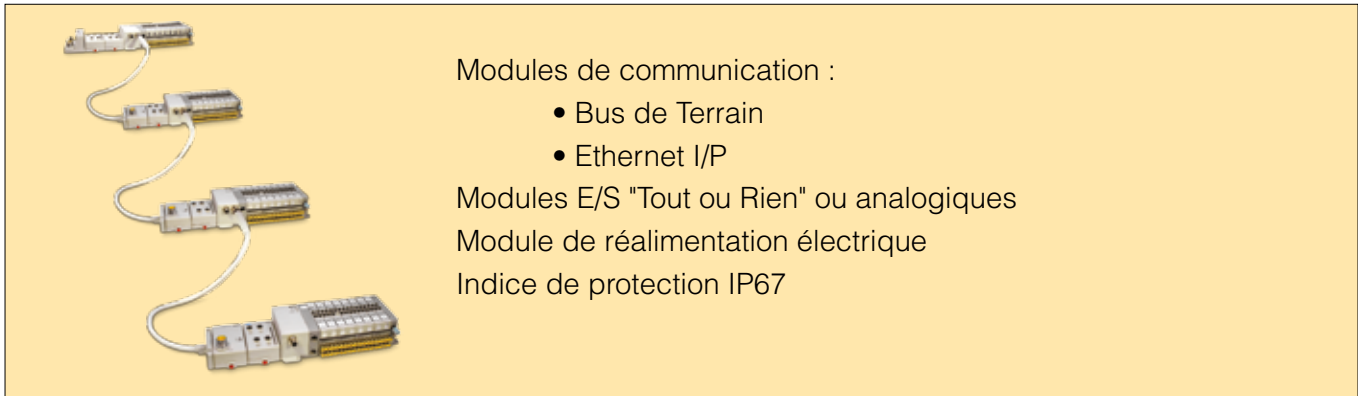 Modules de communication :
• Bus de Terrain
• Ethernet I/P
Modules E/S "Tout ou Rien" ou analogiques
Module de réalimentation électrique
Indice de protection IP67